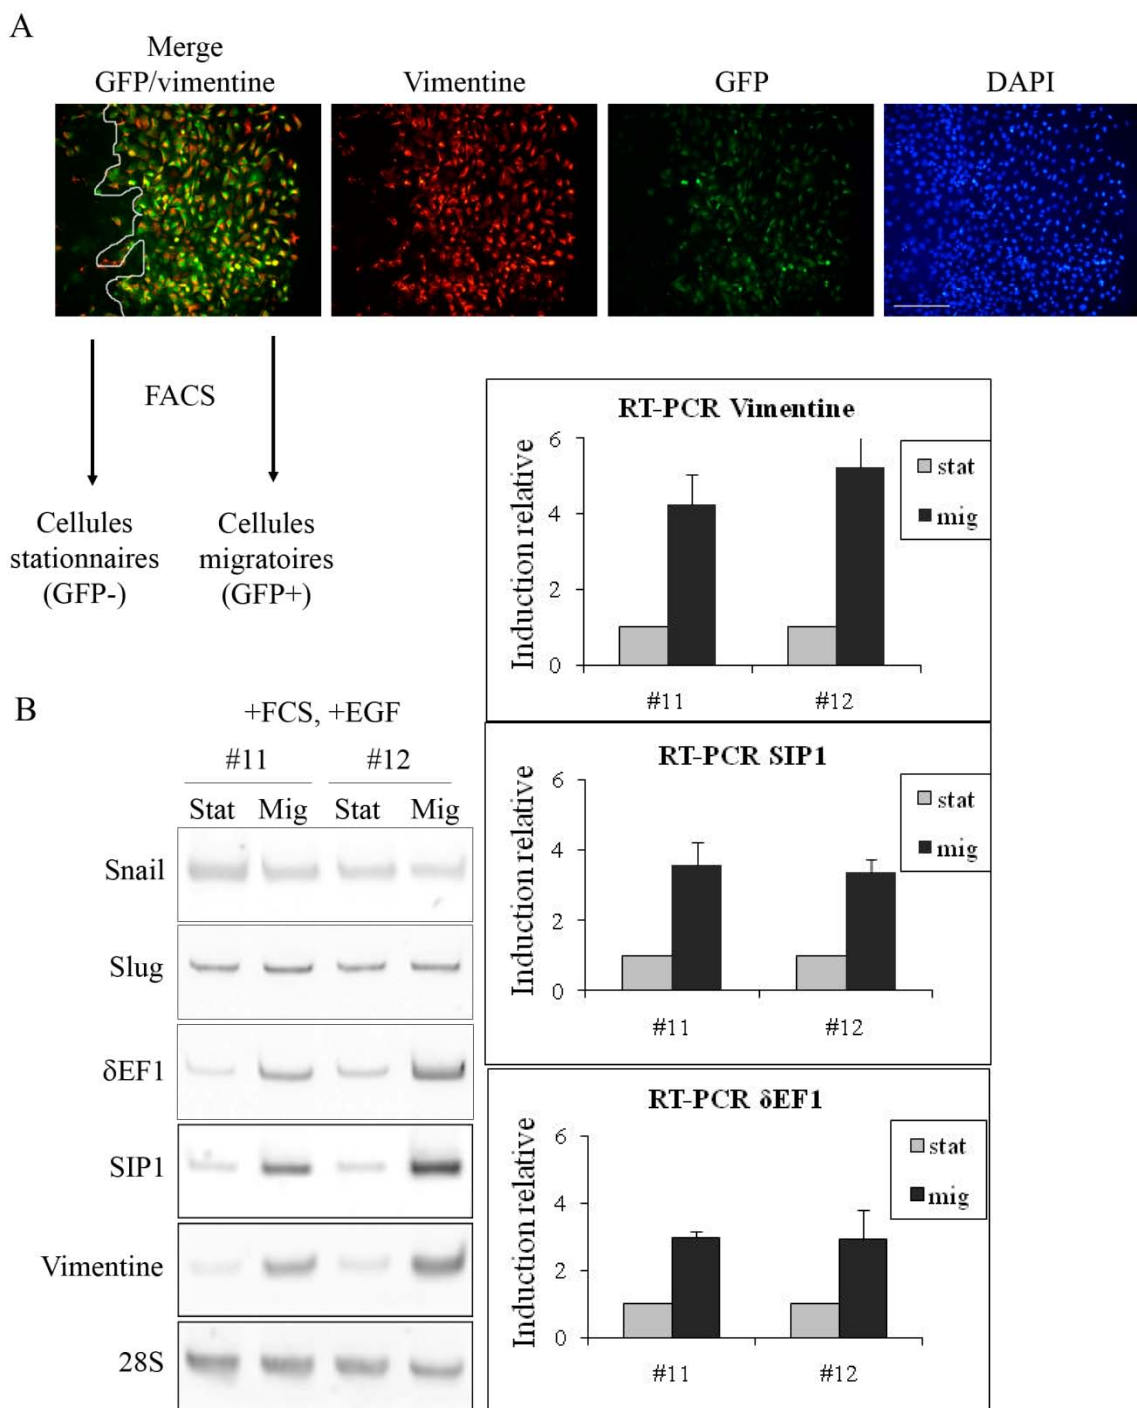 A
Merge
GFP/vimentine
Vimentine
GFP
DAPI
FACS
Cellules
stationnaires
(GFP-)
Cellules
migratoires
(GFP+)
RT-PCR Vimentine
Induction relative
6
4
2
0
#11
#12
stat
mig
B
+FCS, +EGF
#11
#12
Stat
Mig
Stat
Mig
Snail
Slug
δEF1
SIP1
Vimentine
28S
RT-PCR SIP1
Induction relative
6
4
2
0
#11
#12
stat
mig
RT-PCR δEF1
Induction relative
6
4
2
0
#11
#12
stat
mig